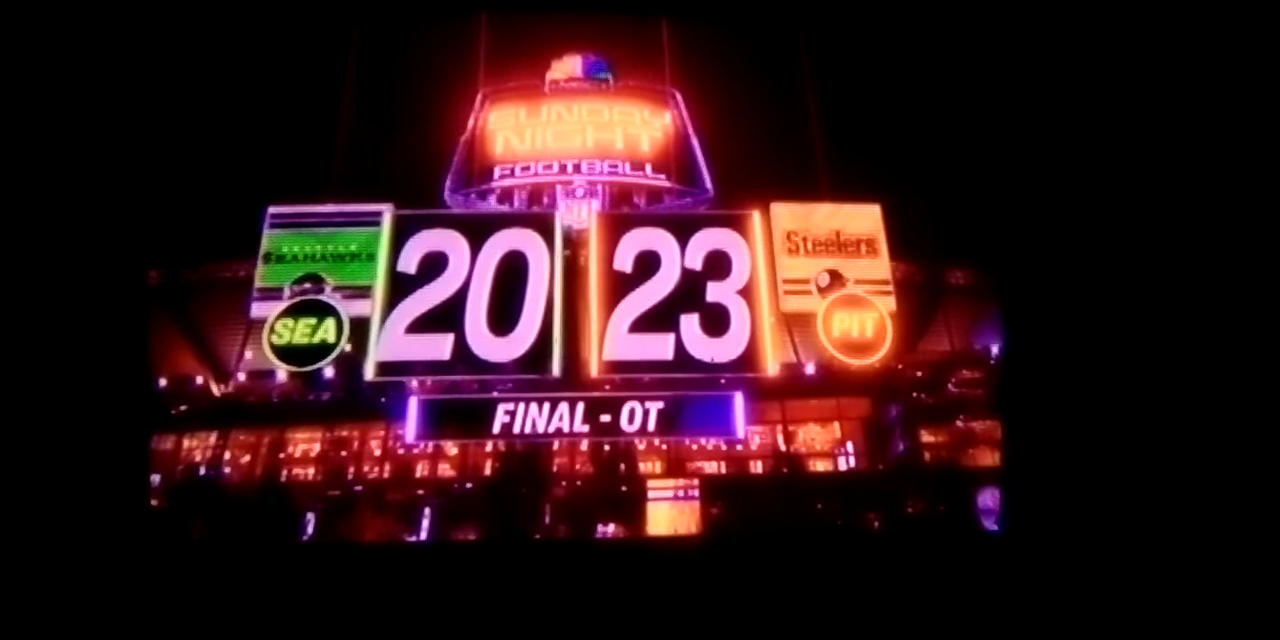 SUNDAY
NIGHT
FOOTBALL
SEAHAWKS
SEA
20
23
Steelers
PIT
FINAL - OT